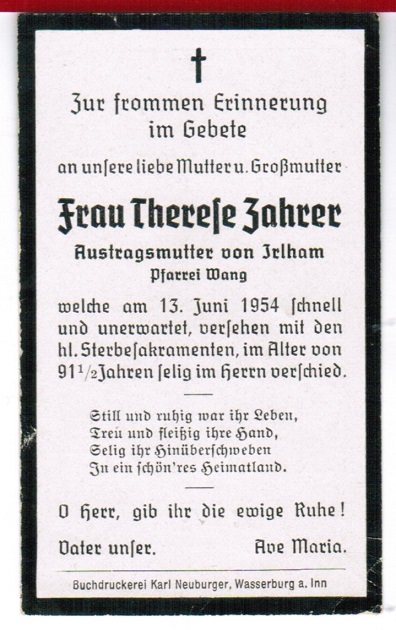 Zur frommen Erinnerung
im Gebete
an unsere liebe Mutter u. Großmutter
Frau Therese Zahrer
Austragsmutter von Irlham
Pfarrei Wang
welche am 13. Juni 1954 schnell
und unerwartet, versehen mit den
hl. Sterbesakramenten, im Alter von
91 1/2 Jahren selig im Herrn verschied.
Still und ruhig war ihr Leben,
Treu und fleißig ihre Hand,
Selig ihr Hinüberschweben
In ein schön'res Heimatland.
O Herr, gib ihr die ewige Ruhe!
Vater unser. Ave Maria.
Buchdruckerei Karl Neuburger, Wasserburg a. Inn